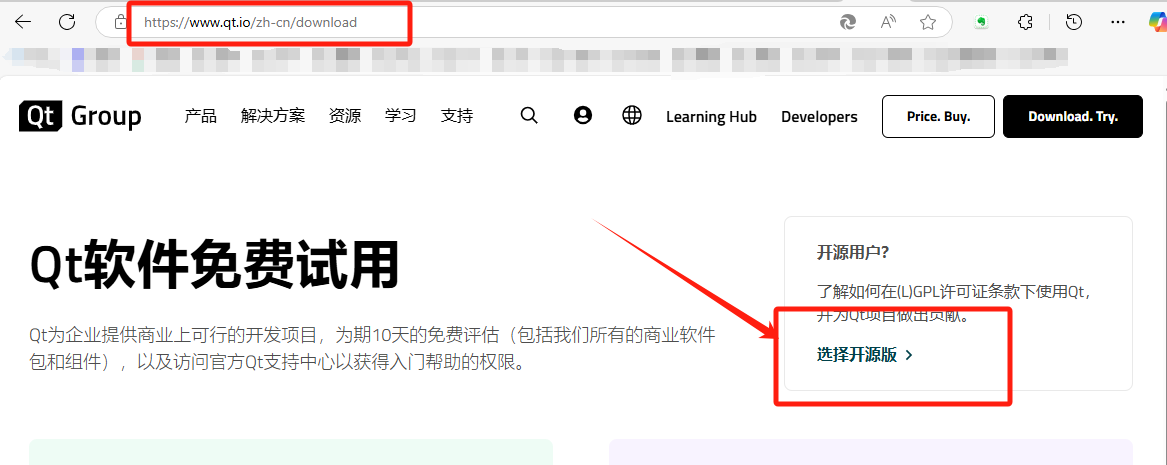 https://www.qt.io/zh-cn/download
Qt Group 产品 解决方案 资源 学习 支持 Learning Hub Developers Price. Buy. Download. Try.
Qt软件免费试用
Qt为企业提供商业上可行的开发项目，为期10天的免费评估（包括我们所有的商业软件
包和组件），以及访问官方Qt支持中心以获得入门帮助的权限。
开源用户？
了解如何在(L)GPL许可证条款下使用Qt，
并为Qt项目做出贡献。
选择开源版